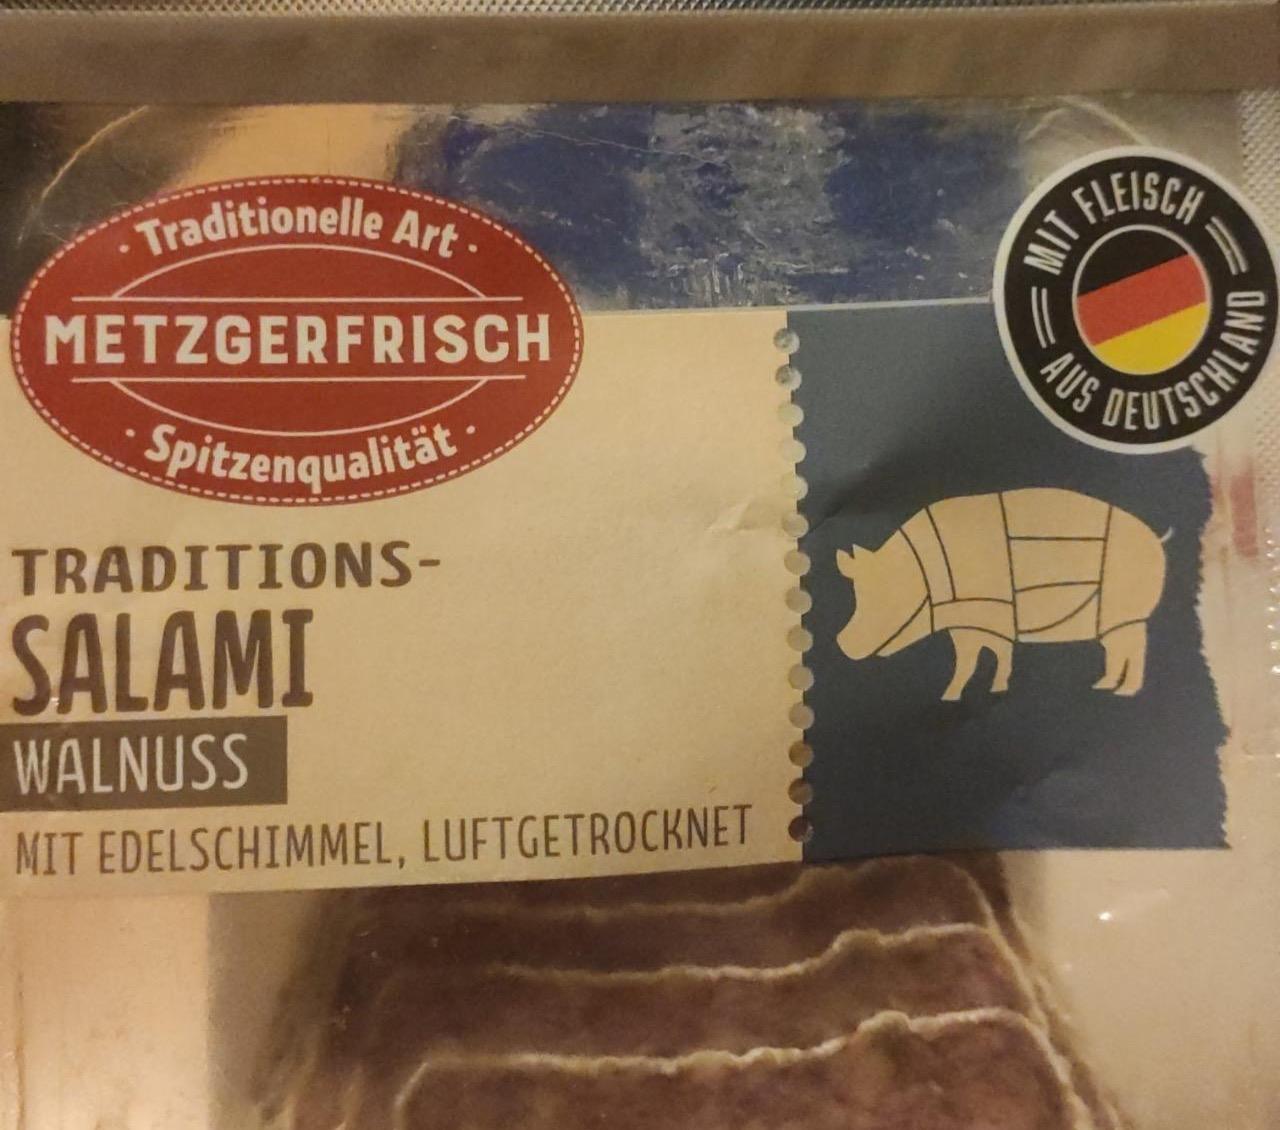 Traditionelle Art
METZGERFRISCH
Spitzenqualität
MIT FLEISCH
AUS DEUTSCHLAND
TRADITIONS-
SALAMI
WALNUSS
MIT EDELSCHIMMEL, LUFTGETROCKNET